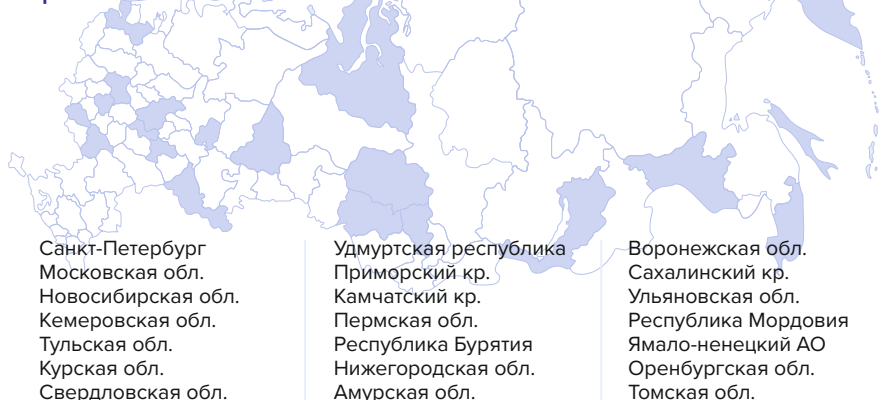 Санкт-Петербург
Московская обл.
Новосибирская обл.
Кемеровская обл.
Тульская обл.
Курская обл.
Свердловская обл.
Удмуртская республика
Приморский кр.
Камчатский кр.
Пермская обл.
Республика Бурятия
Нижегородская обл.
Амурская обл.
Воронежская обл.
Сахалинский кр.
Ульяновская обл.
Республика Мордовия
Ямало-ненецкий АО
Оренбургская обл.
Томская обл.